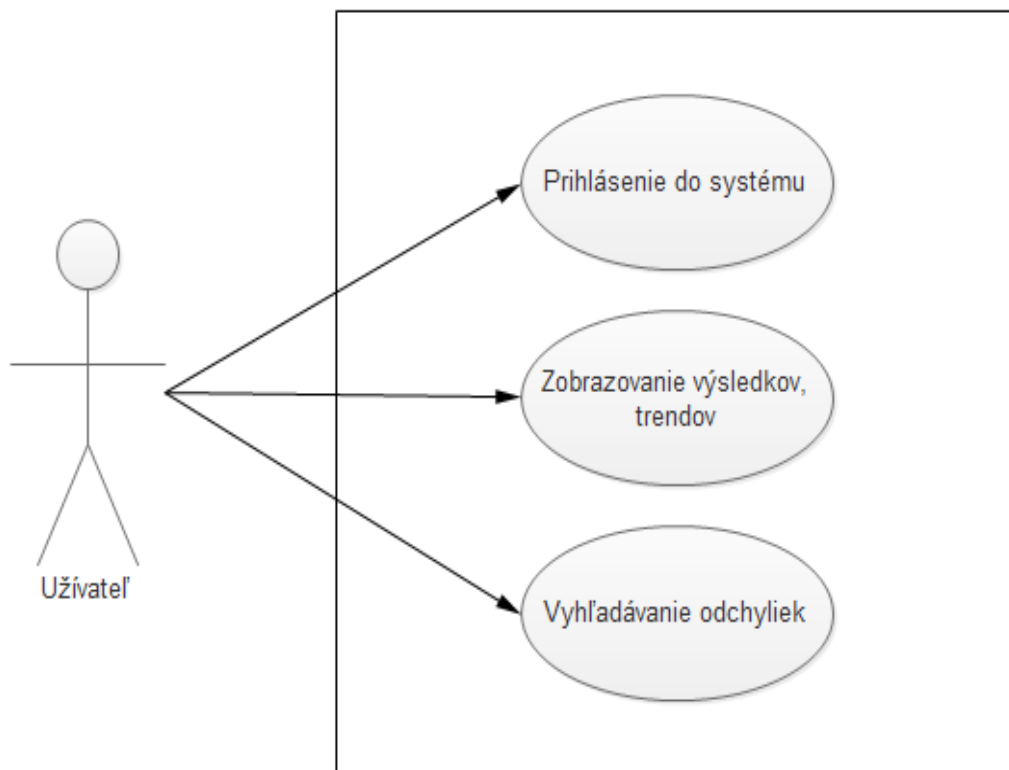 Prihlásenie do systému
Zobrazovanie výsledkov,
trendov
Užívateľ
Vyhľadávanie odchyliek